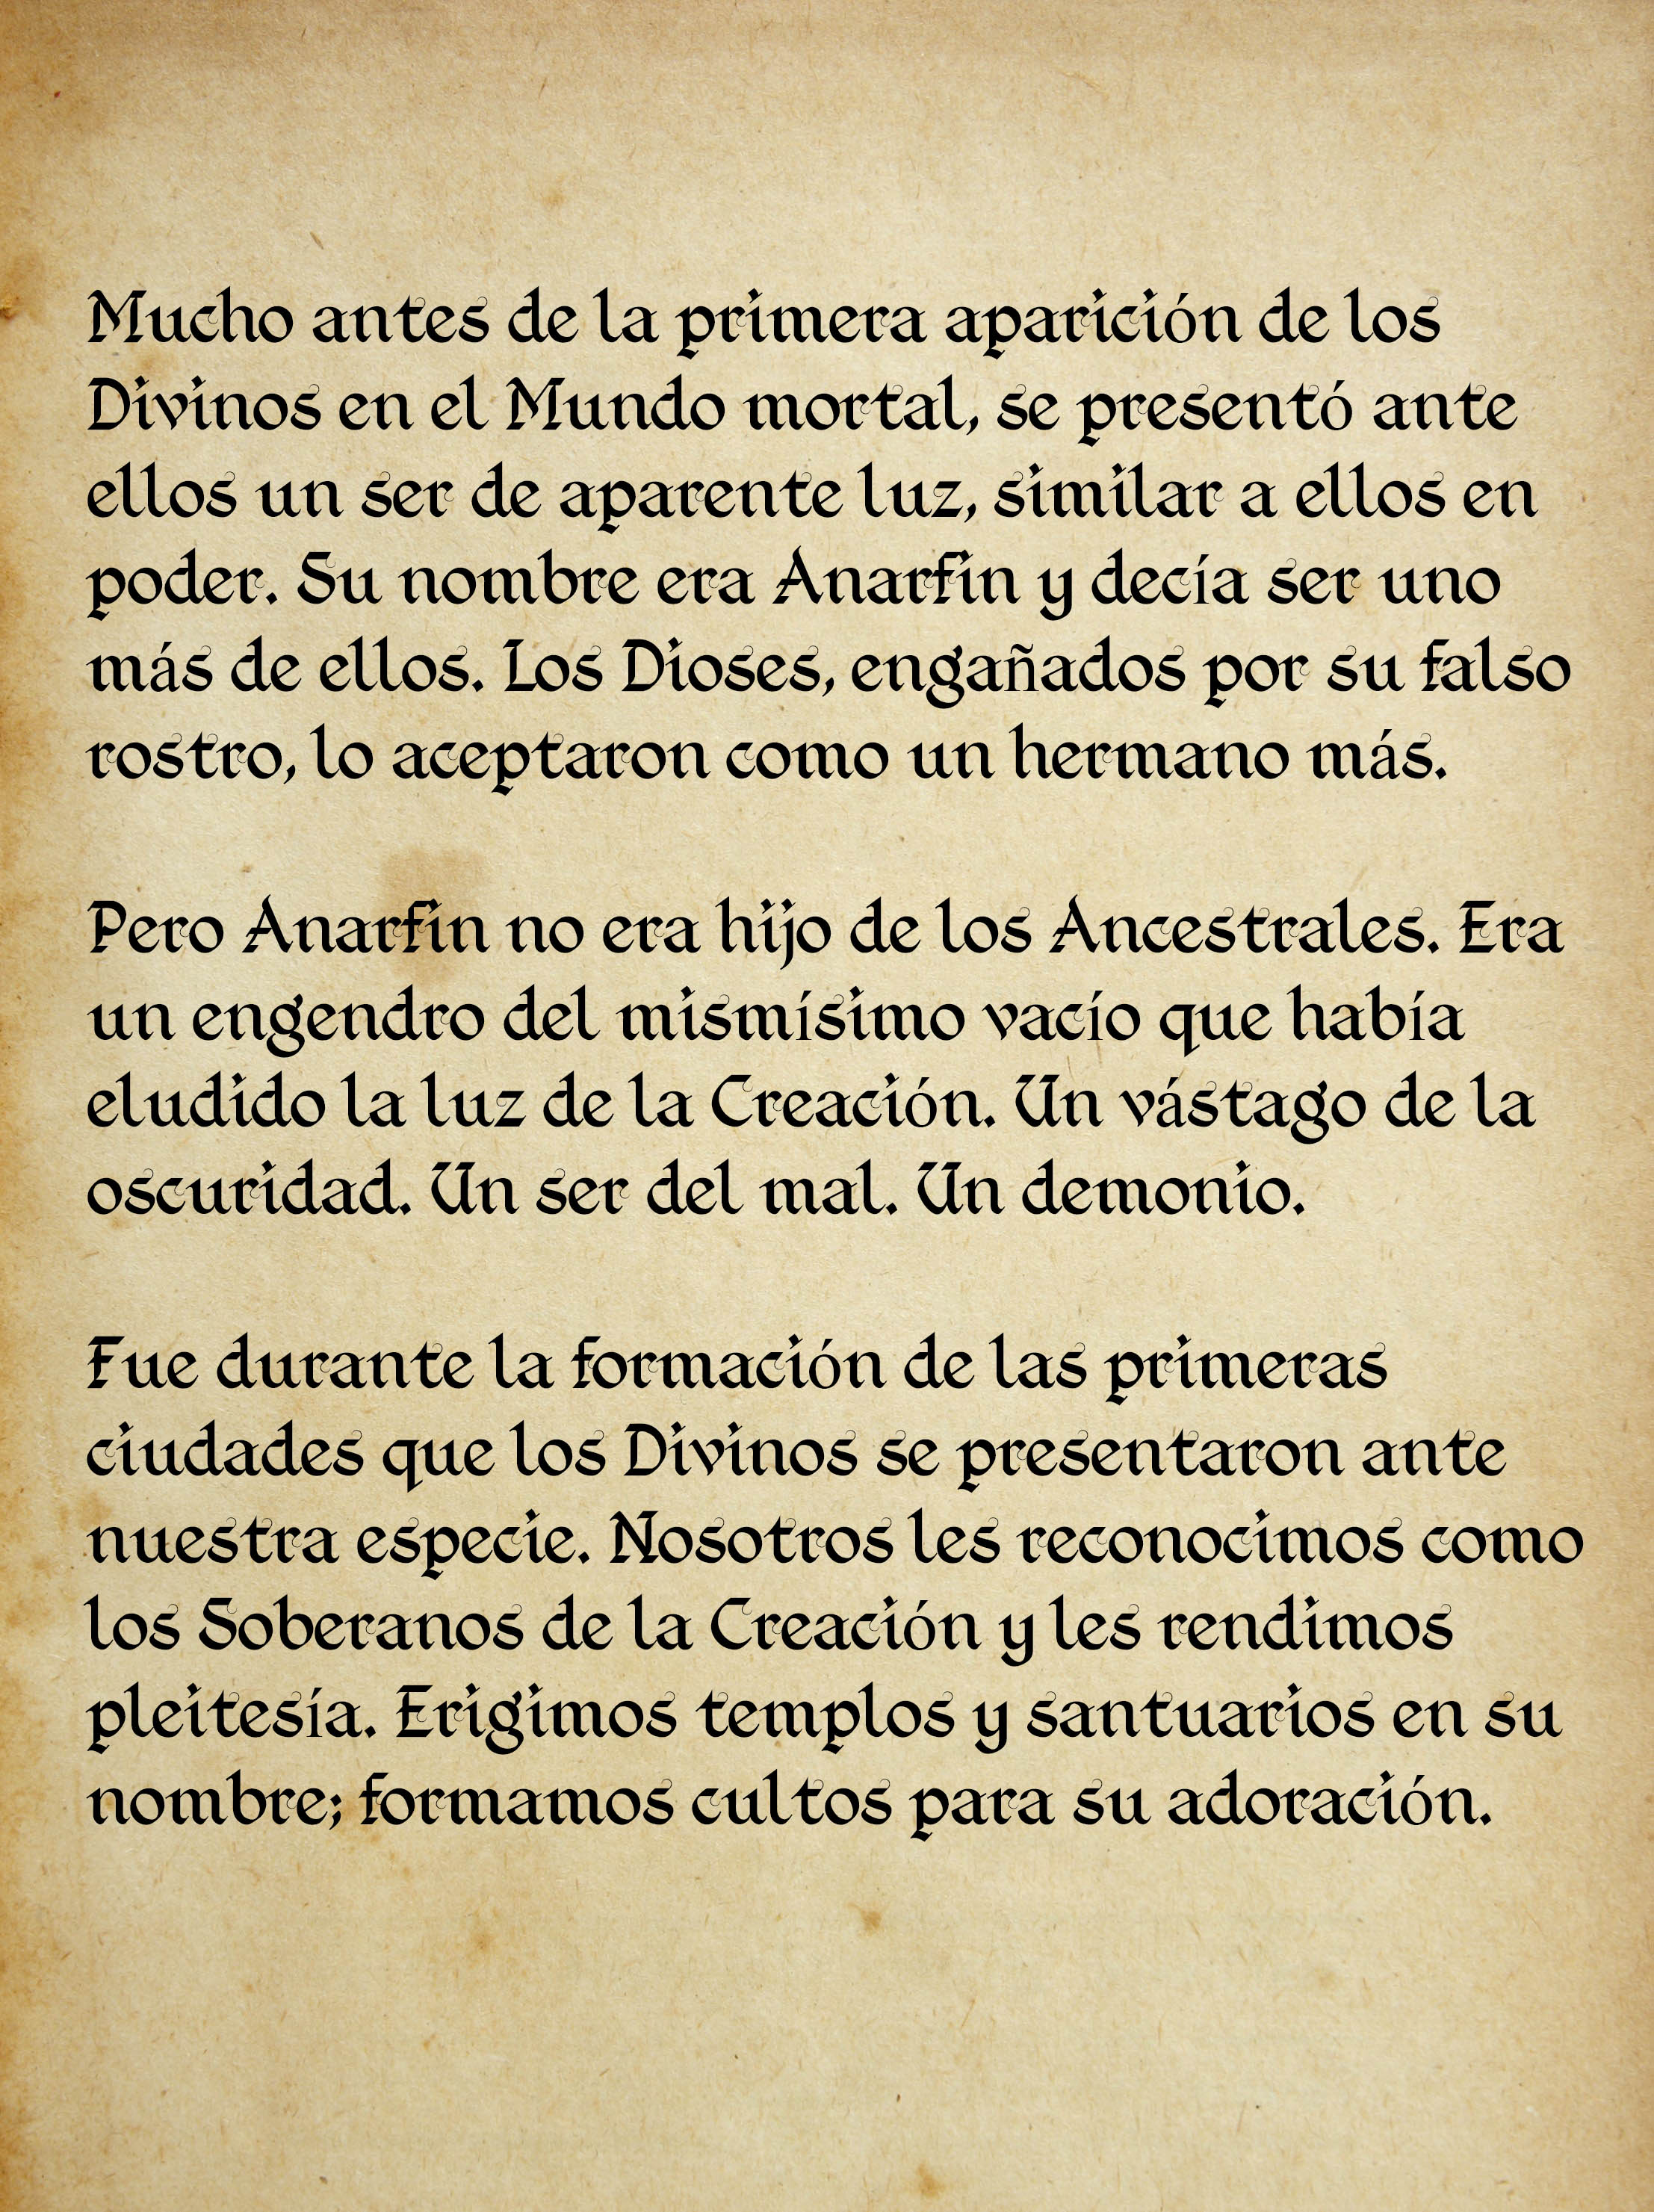 Mucho antes de la primera aparición de los
Divinos en el Mundo mortal, se presentó ante
ellos un ser de aparente luz, similar a ellos en
poder. Su nombre era Anarfin y decía ser uno
más de ellos. Los Dioses, engañados por su falso
rostro, lo aceptaron como un hermano más.
Pero Anarfin no era hijo de los Ancestrales. Era
un engendro del mismísimo vacío que había
eludido la luz de la Creación. Un vástago de la
oscuridad. Un ser del mal. Un demonio.
Fue durante la formación de las primeras
ciudades que los Divinos se presentaron ante
nuestra especie. Nosotros les reconocimos como
los Soberanos de la Creación y les rendimos
pleitesía. Erigimos templos y santuarios en su
nombre; formamos cultos para su adoración.